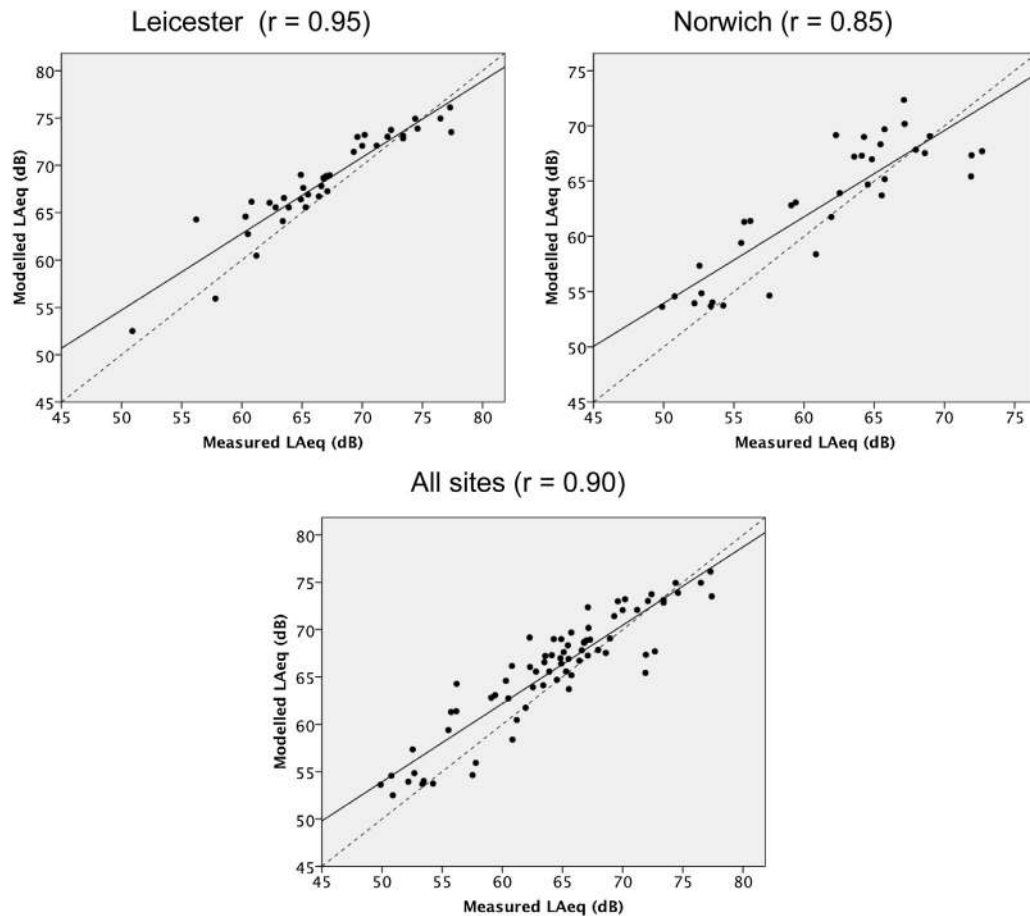 Leicester (r = 0.95)
80
75
70
65
60
55
50
45
Modelled LAeq (dB)
45 50 55 60 65 70 75 80
Measured LAeq (dB)
Norwich (r = 0.85)
75
70
65
60
55
50
45
Modelled LAeq (dB)
45 50 55 60 65 70 75
Measured LAeq (dB)
All sites (r = 0.90)
80
75
70
65
60
55
50
45
Modelled LAeq (dB)
45 50 55 60 65 70 75 80
Measured LAeq (dB)